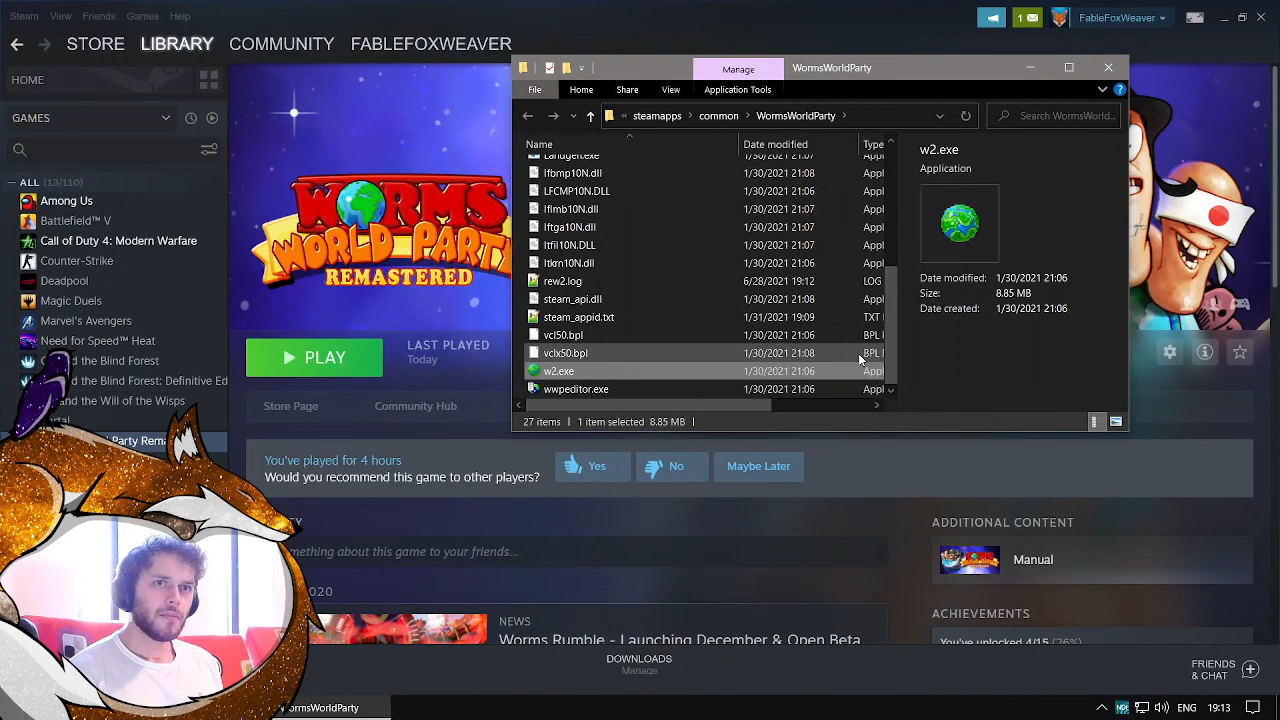 Steam View Friends Games Help
1
FableFoxWeaver
STORE LIBRARY COMMUNITY FABLEFOXWEAVER
HOME
GAMES
ALL (13/110)
Among Us
Battlefield™ V
Call of Duty 4: Modern Warfare
Counter-Strike
Deadpool
Magic Duels
Marvel's Avengers
Need for Speed™ Heat
the Blind Forest
the Blind Forest: Definitive Ed
and the Will of the Wisps
Party Rema
WORMS
WORLD PARTY
REMASTERED
PLAY
LAST PLAYED
Today
Store Page Community Hub
You've played for 4 hours
Would you recommend this game to other players?
Yes No Maybe Later
something about this game to your friends...
2020
NEWS
Worms Rumble - Launching December & Open Beta
ADDITIONAL CONTENT
Manual
ACHIEVEMENTS
You've unlocked 4/15 (26%)
Manage WormsWorldParty
File Home Share View Application Tools
« steamapps common WormsWorldParty
Search WormsWorld...
Name Date modified Type
1/30/2021 21:07 Appl
lfbmp10N.dll 1/30/2021 21:08 Appl
LFCMP10N.DLL 1/30/2021 21:06 Appl
lflmb10N.dll 1/30/2021 21:06 Appl
lftga10N.dll 1/30/2021 21:07 Appl
ltfil10N.DLL 1/30/2021 21:07 Appl
ltkrn10N.dll 1/30/2021 21:06 Appl
rew2.log 6/28/2021 19:12 LOG
steam_api.dll 1/30/2021 21:08 Appl
steam_appid.txt 1/31/2021 19:09 TXT
vcl50.bpl 1/30/2021 21:06 BPL
vclx50.bpl 1/30/2021 21:08 BPL
w2.exe 1/30/2021 21:06 Appl
wwpeditor.exe 1/30/2021 21:06 Appl
27 items 1 item selected 8.85 MB
w2.exe
Application
Date modified: 1/30/2021 21:06
Size: 8.85 MB
Date created: 1/30/2021 21:06
DOWNLOADS
Manage
FRIENDS
& CHAT
WormsWorldParty
ENG 19:13